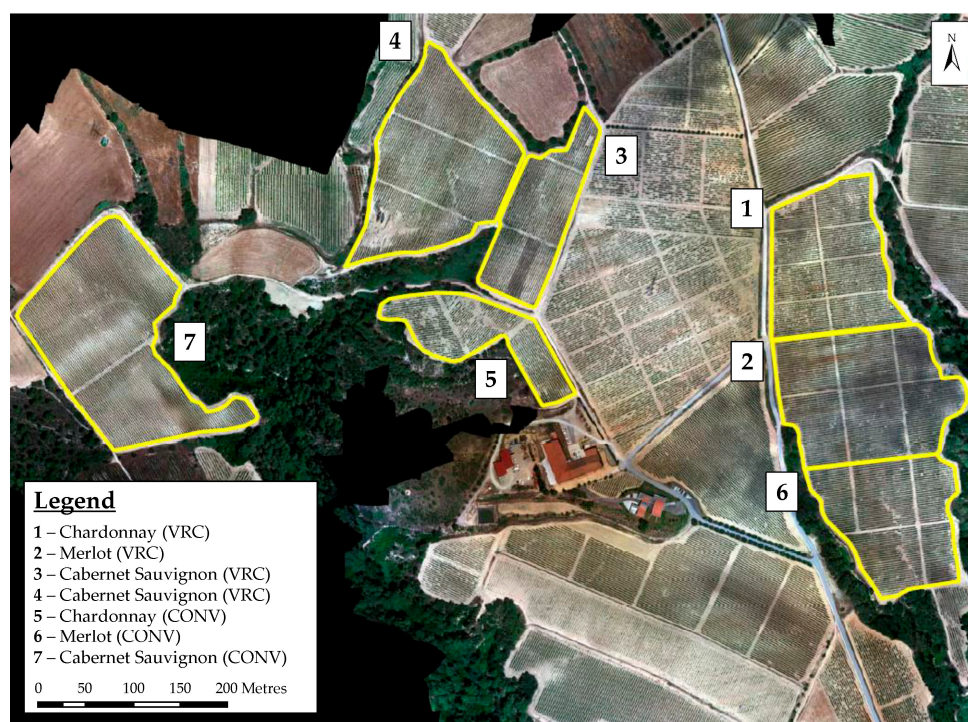 4
N
3
1
7
2
5
6
Legend
1 – Chardonnay (VRC)
2 – Merlot (VRC)
3 – Cabernet Sauvignon (VRC)
4 – Cabernet Sauvignon (VRC)
5 – Chardonnay (CONV)
6 – Merlot (CONV)
7 – Cabernet Sauvignon (CONV)
0 50 100 150 200 Metres